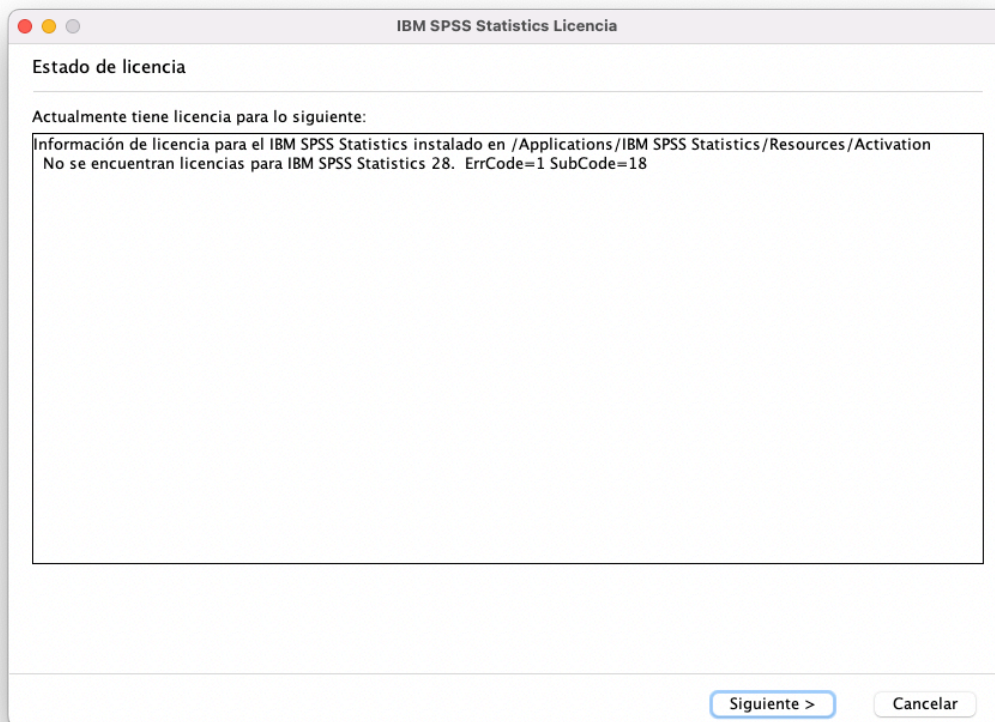 IBM SPSS Statistics Licencia
Estado de licencia
Actualmente tiene licencia para lo siguiente:
Información de licencia para el IBM SPSS Statistics instalado en /Applications/IBM SPSS Statistics/Resources/Activation
No se encuentran licencias para IBM SPSS Statistics 28.  ErrCode=1 SubCode=18
Siguiente >
Cancelar